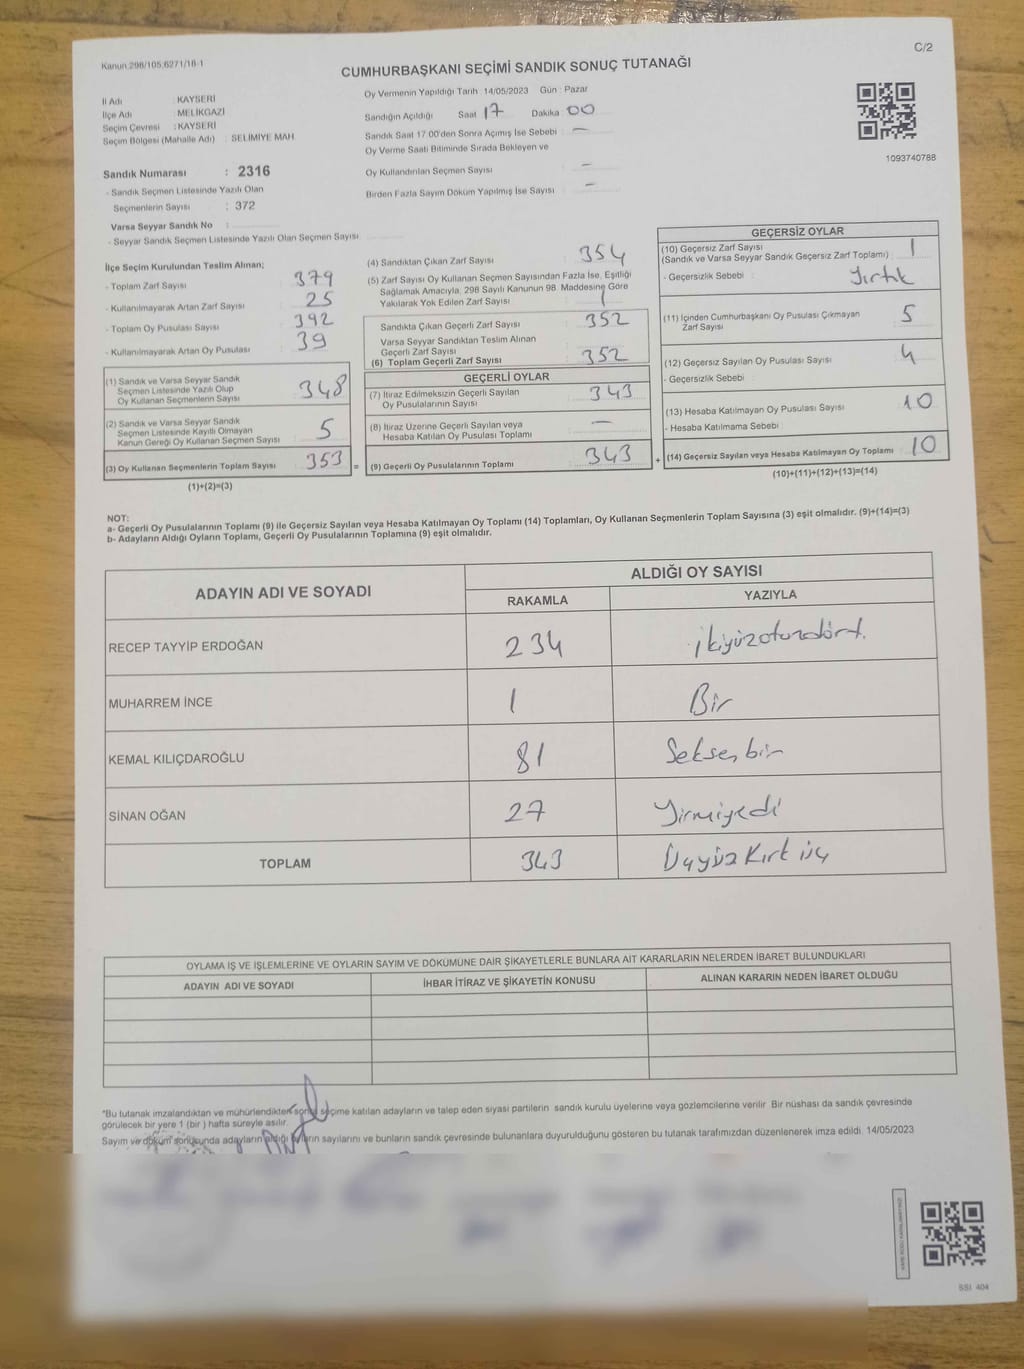 Kanun 298/105,6271/18-1
C/2
CUMHURBAŞKANI SEÇİMİ SANDIK SONUÇ TUTANAĞI
İl Adı : KAYSERİ
İlçe Adı : MELİKGAZİ
Seçim Çevresi : KAYSERİ
Seçim Bölgesi (Mahalle Adı) : SELİMİYE MAH
Oy Vermenin Yapıldığı Tarih 14/05/2023 Gün : Pazar
Sandığın Açıldığı Saat 17 Dakika 00
Sandık Saat 17.00'den Sonra Açımış İse Sebebi : —
Oy Verme Saati Bitiminde Sırada Bekleyen ve
Oy Kullandırılan Seçmen Sayısı : —
Birden Fazla Sayım Döküm Yapılmış İse Sayısı : —
1093740788
Sandık Numarası : 2316
- Sandık Seçmen Listesinde Yazılı Olan
Seçmenlerin Sayısı : 372
Varsa Seyyar Sandık No :
- Seyyar Sandık Seçmen Listesinde Yazılı Olan Seçmen Sayısı
İlçe Seçim Kurulundan Teslim Alınan;
- Toplam Zarf Sayısı : 379
- Kullanılmayarak Artan Zarf Sayısı : 25
- Toplam Oy Pusulası Sayısı : 392
- Kullanılmayarak Artan Oy Pusulası : 39
(1) Sandık ve Varsa Seyyar Sandık
Seçmen Listesinde Yazılı Olup
Oy Kullanan Seçmenlerin Sayısı 348
(2) Sandık ve Varsa Seyyar Sandık
Seçmen Listesinde Kayıtlı Olmayan
Kanun Gereği Oy Kullanan Seçmen Sayısı 5
(3) Oy Kullanan Seçmenlerin Toplam Sayısı 353 =
(1)+(2)=(3)
(4) Sandıktan Çıkan Zarf Sayısı : 354
(5) Zarf Sayısı Oy Kullanan Seçmen Sayısından Fazla İse, Eşitliği
Sağlamak Amacıyla, 298 Sayılı Kanunun 98. Maddesine Göre
Yakılarak Yok Edilen Zarf Sayısı : 1
Sandıkta Çıkan Geçerli Zarf Sayısı : 352
Varsa Seyyar Sandıktan Teslim Alınan
Geçerli Zarf Sayısı
(6) Toplam Geçerli Zarf Sayısı : 352
GEÇERLİ OYLAR
(7) İtiraz Edilmeksizin Geçerli Sayılan
Oy Pusulalarının Sayısı : 343
(8) İtiraz Üzerine Geçerli Sayılan veya
Hesaba Katılan Oy Pusulası Toplamı : —
(9) Geçerli Oy Pusulalarının Toplamı : 343 +
GEÇERSİZ OYLAR
(10) Geçersiz Zarf Sayısı
(Sandık ve Varsa Seyyar Sandık Geçersiz Zarf Toplamı) : 1
- Geçersizlik Sebebi : Yırtık
(11) İçinden Cumhurbaşkanı Oy Pusulası Çıkmayan
Zarf Sayısı : 5
(12) Geçersiz Sayılan Oy Pusulası Sayısı : 4
- Geçersizlik Sebebi :
(13) Hesaba Katılmayan Oy Pusulası Sayısı : 10
- Hesaba Katılmama Sebebi :
(14) Geçersiz Sayılan veya Hesaba Katılmayan Oy Toplamı : 10
(10)+(11)+(12)+(13)=(14)
NOT:
a- Geçerli Oy Pusulalarının Toplamı (9) ile Geçersiz Sayılan veya Hesaba Katılmayan Oy Toplamı (14) Toplamları, Oy Kullanan Seçmenlerin Toplam Sayısına (3) eşit olmalıdır. (9)+(14)=(3)
b- Adayların Aldığı Oyların Toplamı, Geçerli Oy Pusulalarının Toplamına (9) eşit olmalıdır.
ADAYIN ADI VE SOYADI
ALDIĞI OY SAYISI
RAKAMLA YAZIYLA
RECEP TAYYİP ERDOĞAN 234 ikiyüzotuzdört.
MUHARREM İNCE 1 Bir
KEMAL KILIÇDAROĞLU 81 Seksenbir
SİNAN OĞAN 27 Yirmiyedi
TOPLAM 343 Üçyüz Kırk üç
OYLAMA İŞ VE İŞLEMLERİNE VE OYLARIN SAYIM VE DÖKÜMÜNE DAİR ŞİKAYETLERLE BUNLARA AİT KARARLARIN NELERDEN İBARET BULUNDUKLARI
ADAYIN ADI VE SOYADI İHBAR İTİRAZ VE ŞİKAYETİN KONUSU ALINAN KARARIN NEDEN İBARET OLDUĞU
*Bu tutanak imzalandıktan ve mühürlendikten sonra seçime katılan adayların ve talep eden siyasi partilerin sandık kurulu üyelerine veya gözlemcilerine verilir. Bir nüshası da sandık çevresinde
görülecek bir yere 1 (bir ) hafta süreyle asılır.
Sayım ve döküm sonucunda adayların aldığı oyların sayılarını ve bunların sandık çevresinde bulunanlara duyurulduğunu gösteren bu tutanak tarafımızdan düzenlenerek imza edildi. 14/05/2023
SSI 404